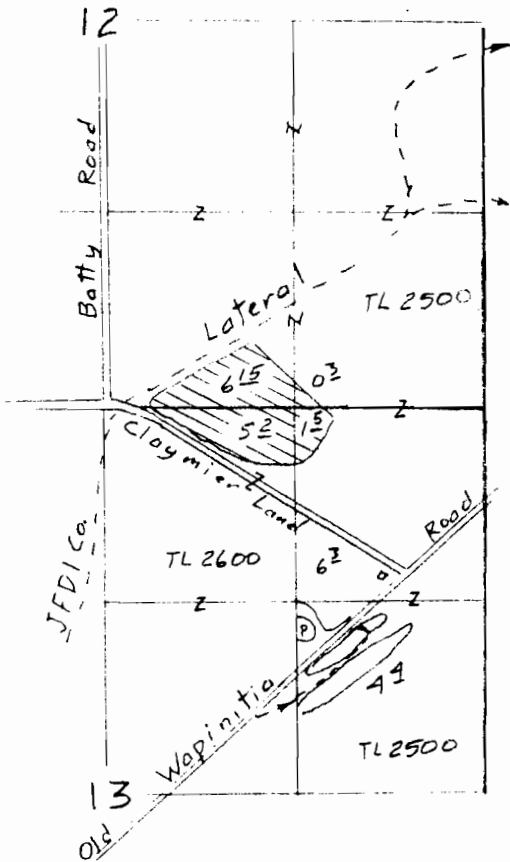 12
Batty Road
Z
Z
Z
Lateral
Z
TL 2500
6 15
0 3
5 2
1 5
Z
Claymier Land
Z
Road
JFDI Co.
TL 2600
6 3
Z
Z
P
4 4
Wapinitia
TL 2500
13
Old